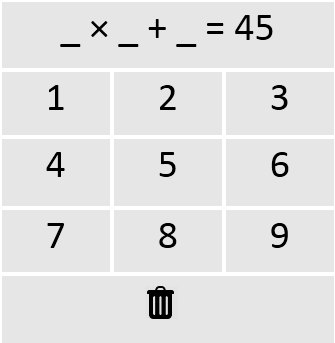 _ × _ + _ = 45
1 2 3
4 5 6
7 8 9